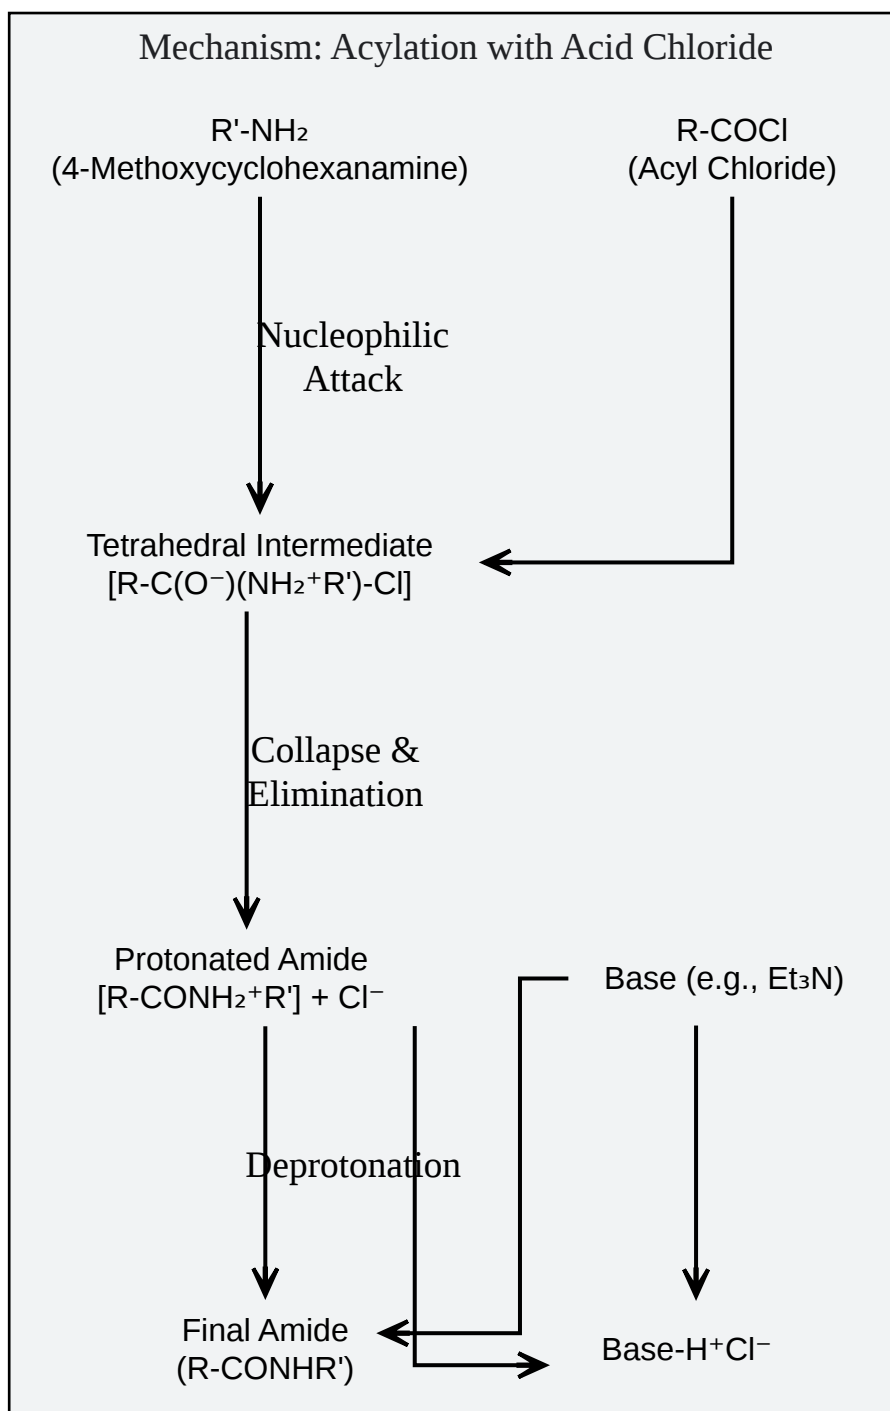 Mechanism: Acylation with Acid Chloride
R'-NH₂
(4-Methoxycyclohexanamine)
R-COCl
(Acyl Chloride)
Nucleophilic
Attack
Tetrahedral Intermediate
[R-C(O⁻)(NH₂⁺R')-Cl]
Collapse &
Elimination
Protonated Amide
[R-CONH₂⁺R'] + Cl⁻
Base (e.g., Et₃N)
Deprotonation
Final Amide
(R-CONHR')
Base-H⁺Cl⁻